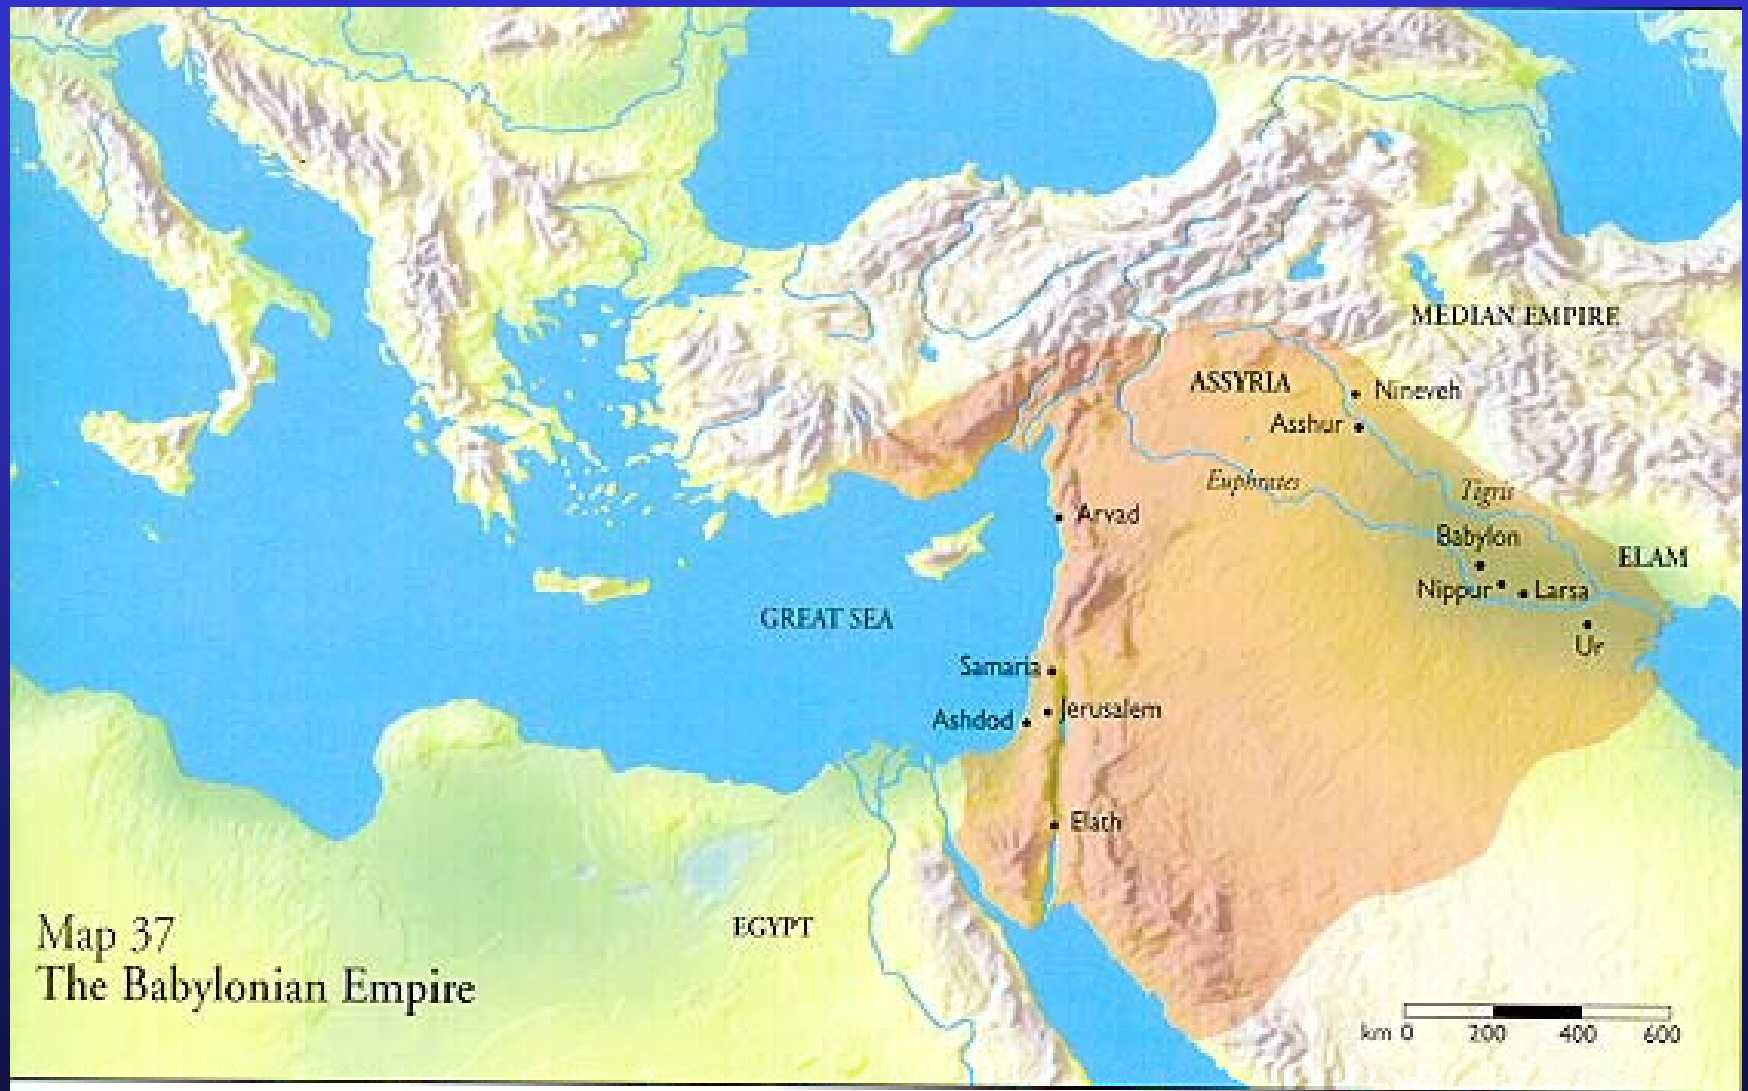 MEDIAN EMPIRE
ASSYRIA
Nineveh
Asshur
Euphrates
Tigris
Arvad
Babylon
ELAM
Nippur
Larsa
GREAT SEA
Ur
Samaria
Jerusalem
Ashdod
Elath
EGYPT
Map 37
The Babylonian Empire
km 0 200 400 600